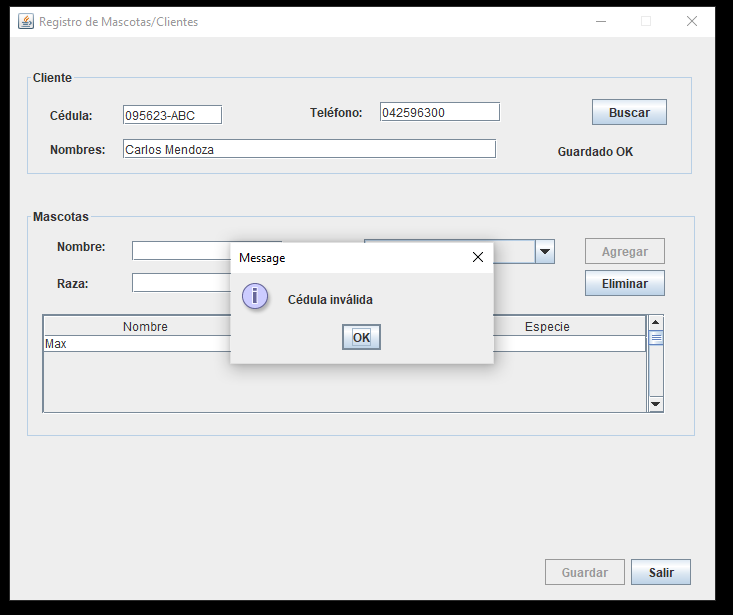 Registro de Mascotas/Clientes
Cliente
Cédula: 095623-ABC Teléfono: 042596300 Buscar
Nombres: Carlos Mendoza Guardado OK
Mascotas
Nombre: Agregar
Raza: Eliminar
Message
Cédula inválida
OK
Nombre Especie
Max
Guardar Salir